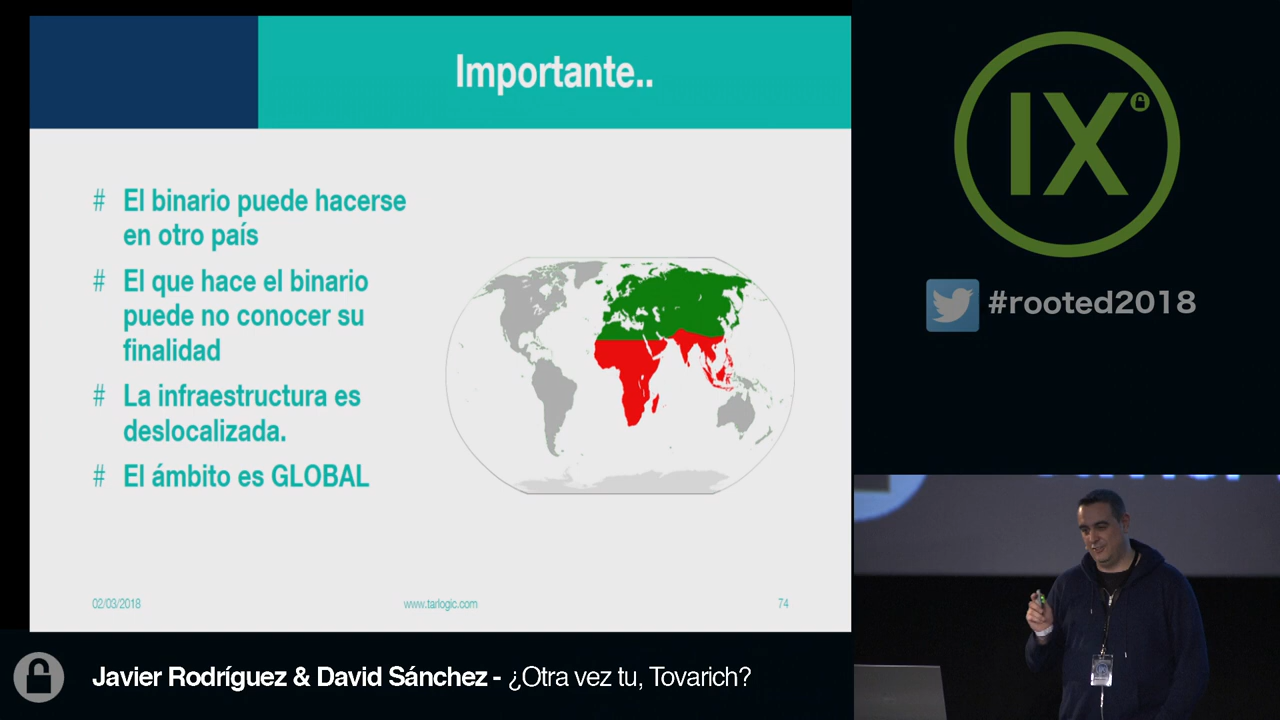 Importante..
# El binario puede hacerse
en otro país
# El que hace el binario
puede no conocer su
finalidad
# La infraestructura es
deslocalizada.
# El ámbito es GLOBAL
02/03/2018
www.tarlogic.com
74
IX
#rooted2018
Javier Rodríguez & David Sánchez - ¿Otra vez tu, Tovarich?